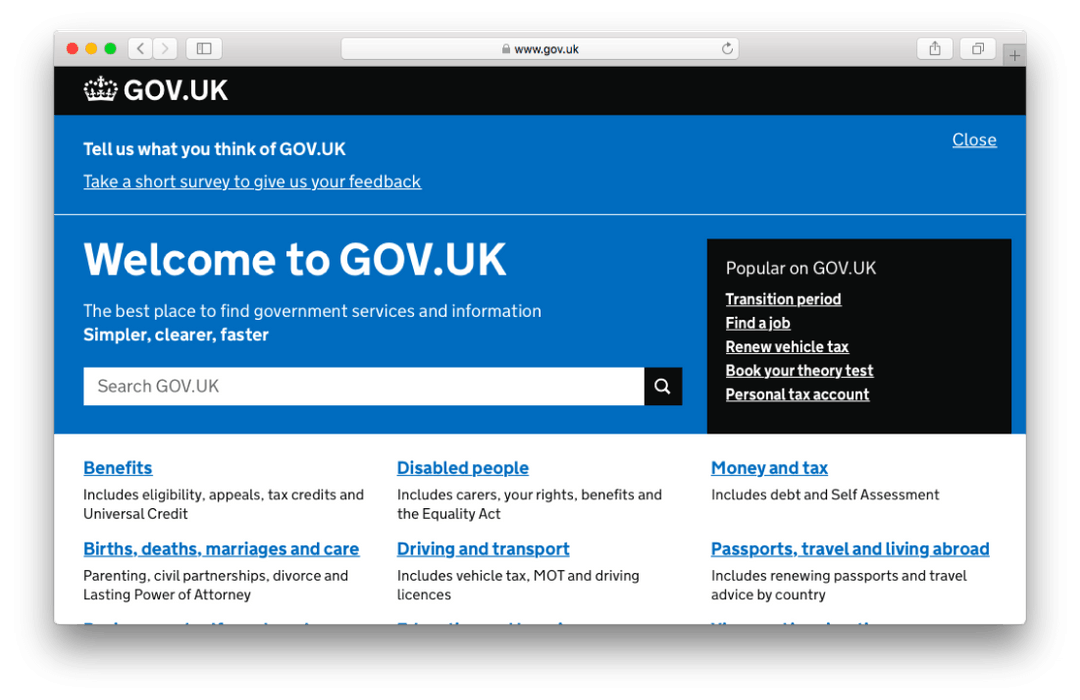 www.gov.uk
GOV.UK
Tell us what you think of GOV.UK
Close
Take a short survey to give us your feedback
Welcome to GOV.UK
The best place to find government services and information
Simpler, clearer, faster
Search GOV.UK
Popular on GOV.UK
Transition period
Find a job
Renew vehicle tax
Book your theory test
Personal tax account
Benefits
Includes eligibility, appeals, tax credits and
Universal Credit
Disabled people
Includes carers, your rights, benefits and
the Equality Act
Money and tax
Includes debt and Self Assessment
Births, deaths, marriages and care
Parenting, civil partnerships, divorce and
Lasting Power of Attorney
Driving and transport
Includes vehicle tax, MOT and driving
licences
Passports, travel and living abroad
Includes renewing passports and travel
advice by country